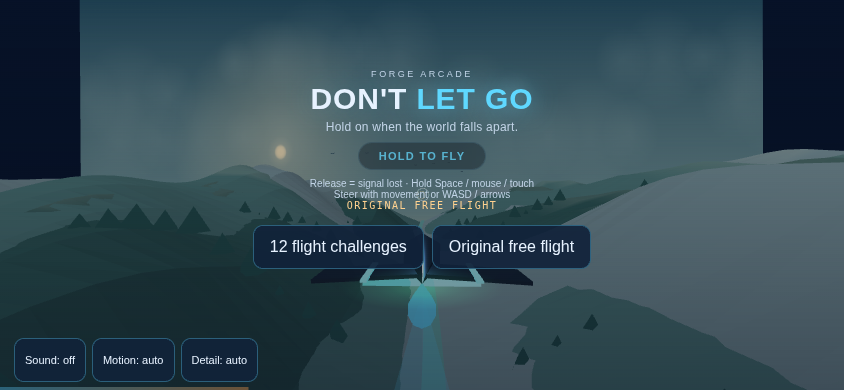 FORGE ARCADE
DON'T LET GO
Hold on when the world falls apart.
HOLD TO FLY
Release = signal lost · Hold Space / mouse / touch
Steer with movement or WASD / arrows
ORIGINAL FREE FLIGHT
12 flight challenges
Original free flight
Sound: off
Motion: auto
Detail: auto